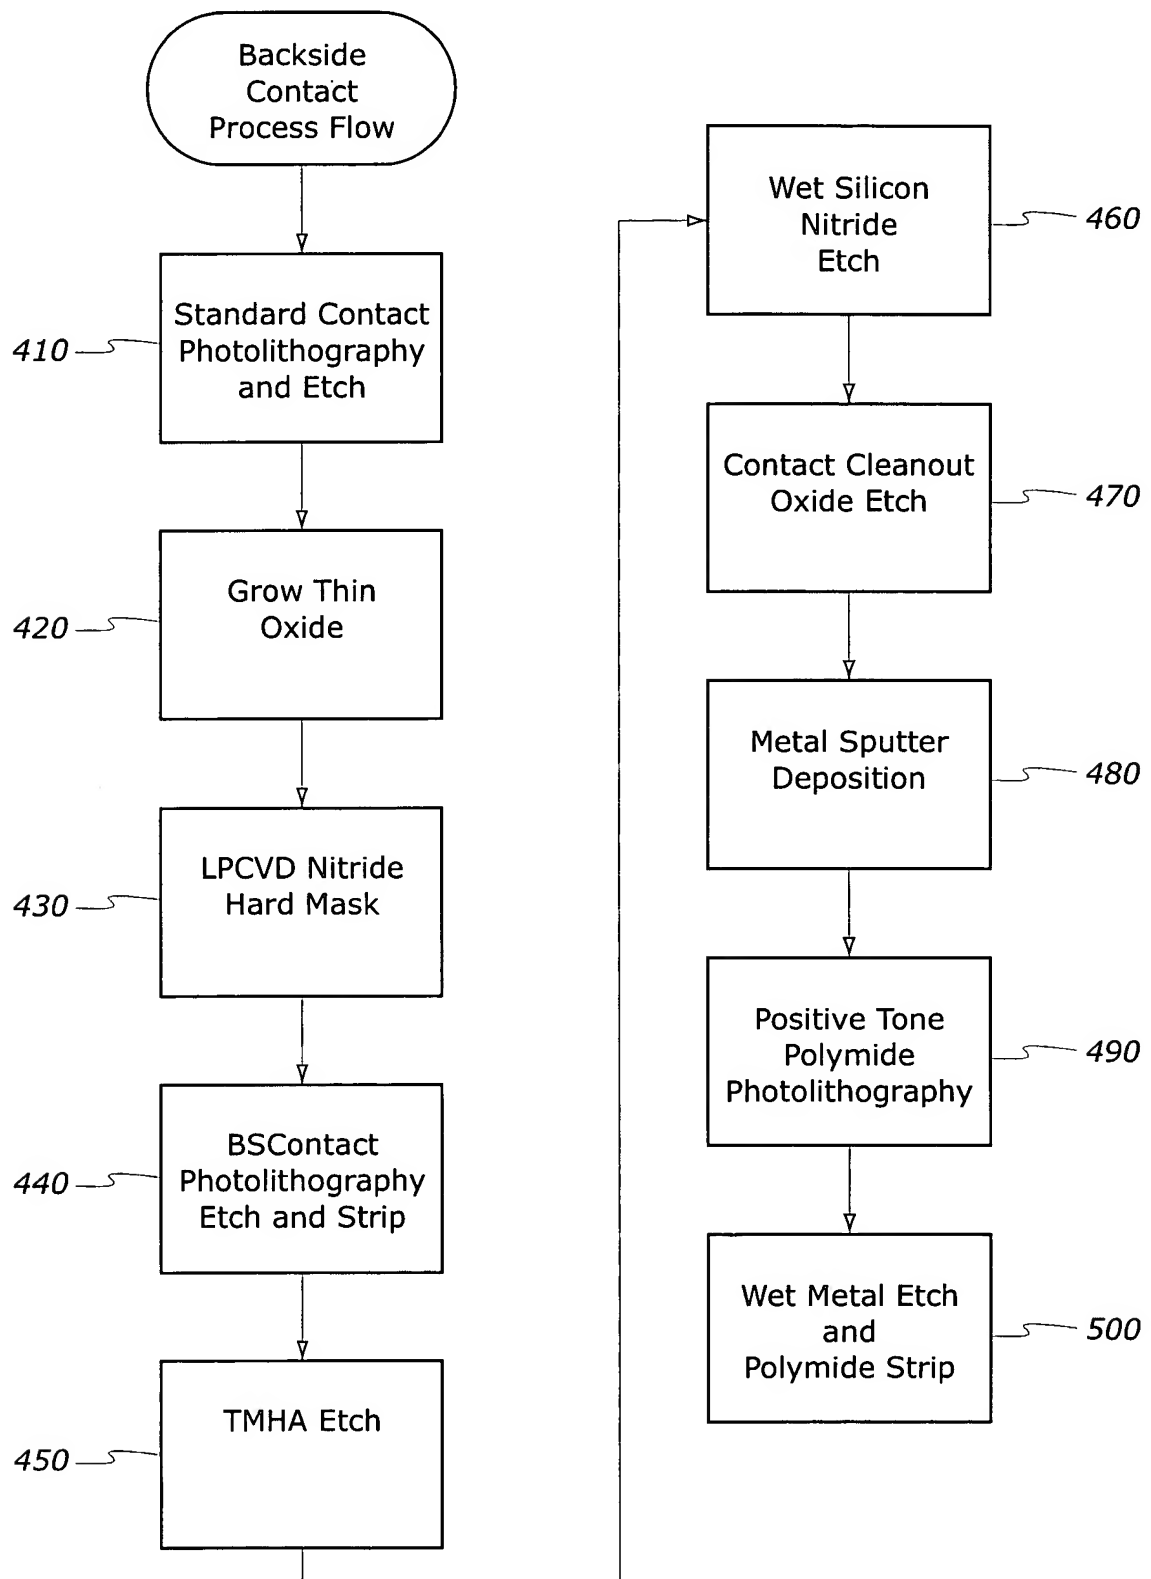 Backside
Contact
Process Flow
410
Standard Contact
Photolithography
and Etch
420
Grow Thin
Oxide
430
LPCVD Nitride
Hard Mask
440
BSContact
Photolithography
Etch and Strip
450
TMHA Etch
Wet Silicon
Nitride
Etch
460
Contact Cleanout
Oxide Etch
470
Metal Sputter
Deposition
480
Positive Tone
Polymide
Photolithography
490
Wet Metal Etch
and
Polymide Strip
500